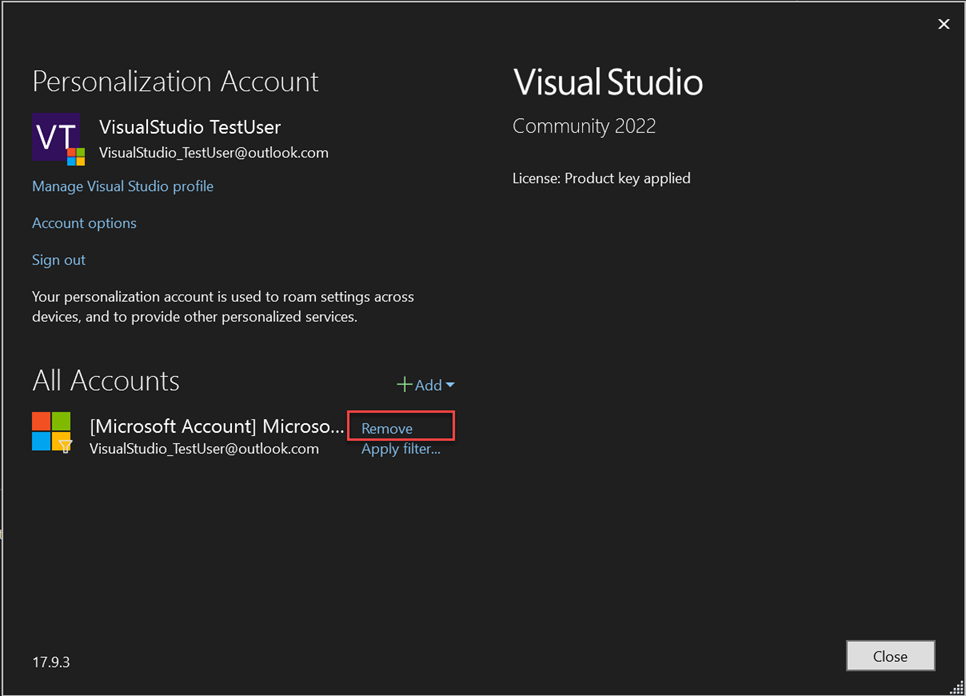 Personalization Account
VT
VisualStudio TestUser
VisualStudio_TestUser@outlook.com
Manage Visual Studio profile
Account options
Sign out
Your personalization account is used to roam settings across
devices, and to provide other personalized services.
All Accounts
Add
[Microsoft Account] Microso...
Remove
VisualStudio_TestUser@outlook.com
Apply filter...
17.9.3
Visual Studio
Community 2022
License: Product key applied
Close